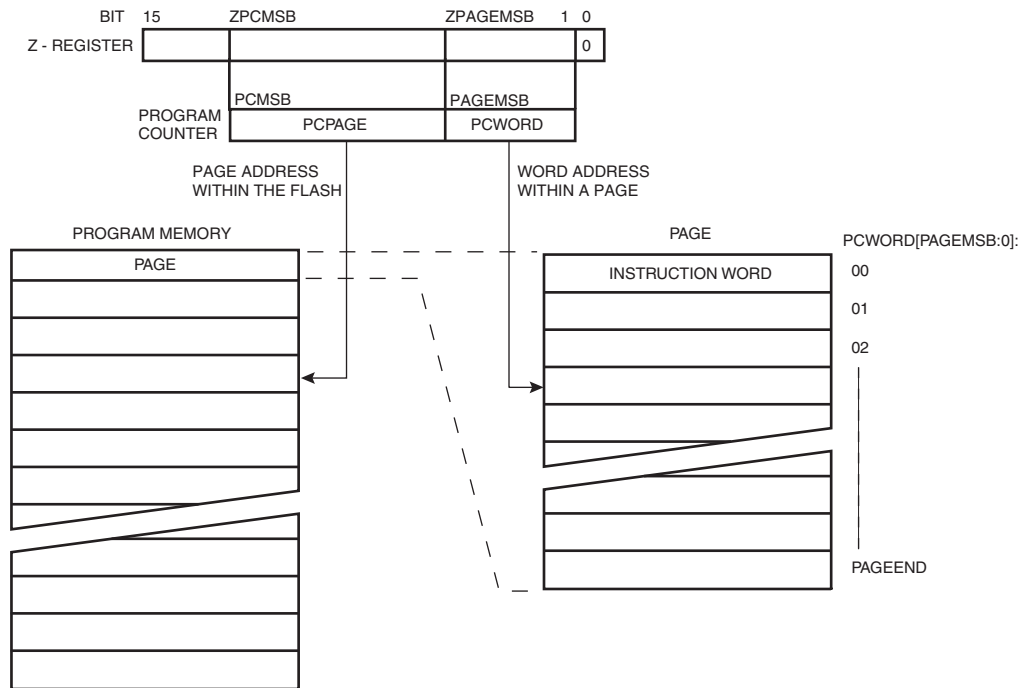 BIT 15 ZPCMSB ZPAGEMSB 1 0
Z - REGISTER 0
PCMSB PAGEMSB
PROGRAM
COUNTER
PCPAGE PCWORD
PAGE ADDRESS
WITHIN THE FLASH
WORD ADDRESS
WITHIN A PAGE
PROGRAM MEMORY
PAGE
PAGE
PCWORD[PAGEMSB:0]:
INSTRUCTION WORD
00
01
02
PAGEEND